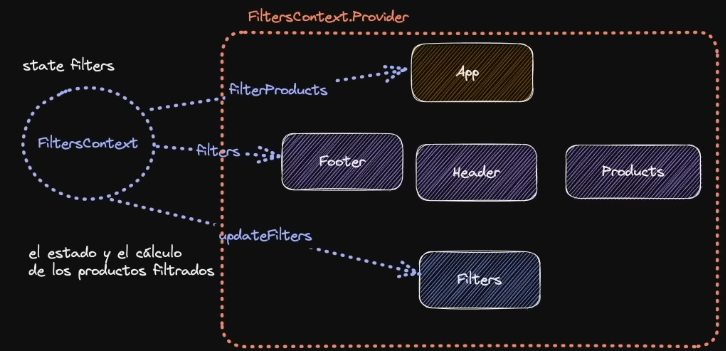 FiltersContext.Provider
state filters
App
filterProducts
FiltersContext
filters
Footer
Header
Products
updateFilters
el estado y el cálculo
de los productos filtrados
Filters